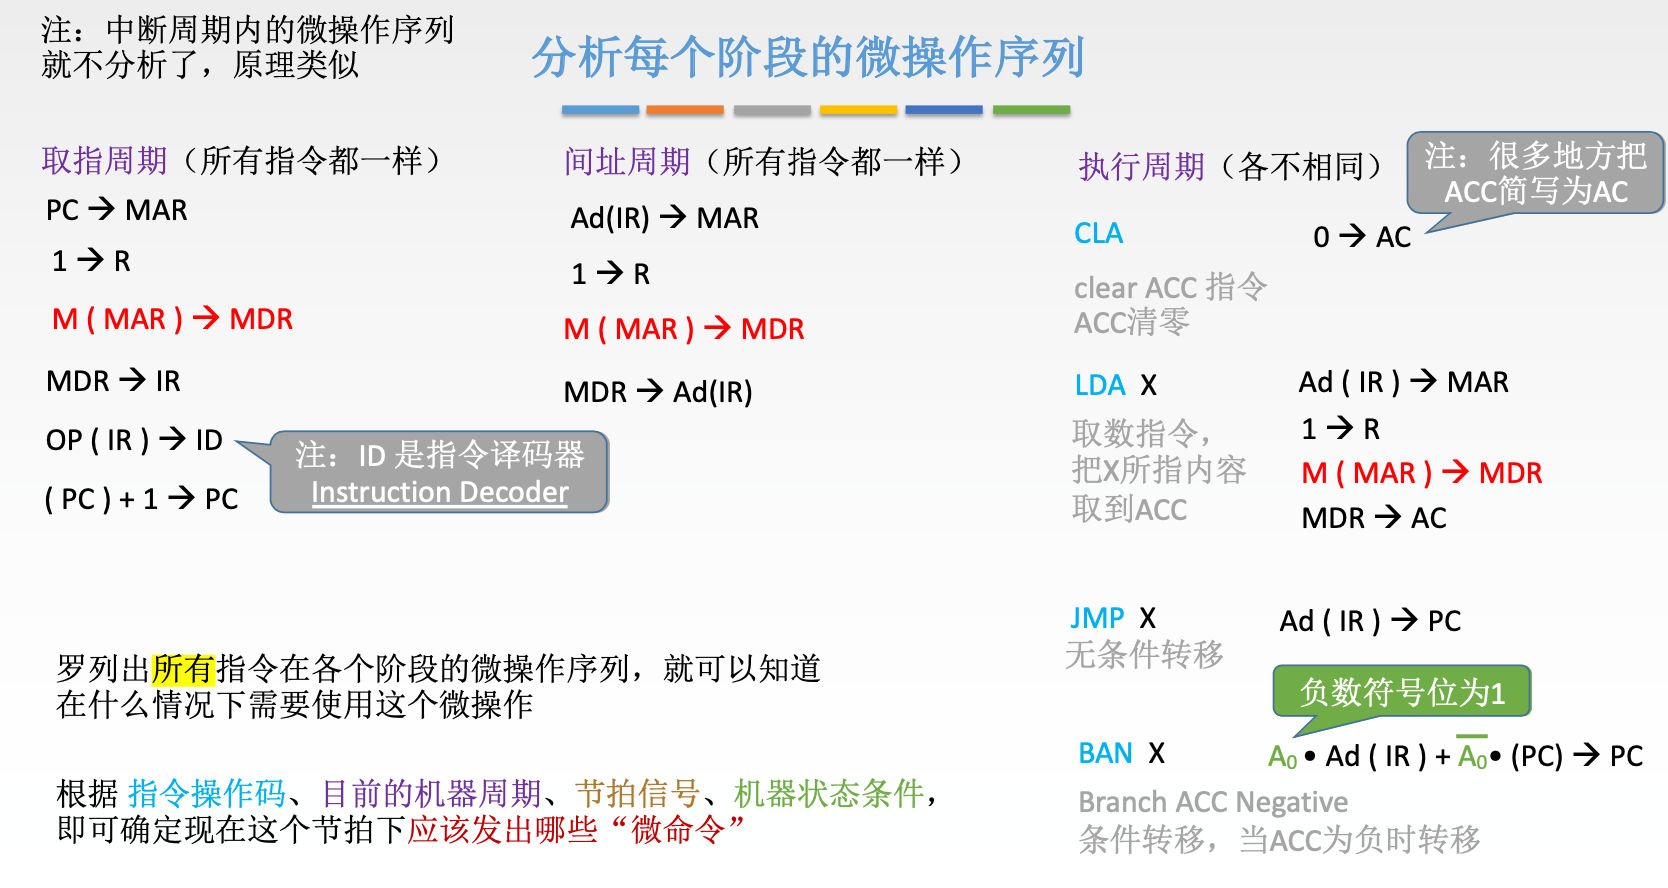 注：中断周期内的微操作序列
就不分析了，原理类似
分析每个阶段的微操作序列
取指周期（所有指令都一样）
PC → MAR
1 → R
M ( MAR ) → MDR
MDR → IR
OP ( IR ) → ID
注：ID 是指令译码器
Instruction Decoder
( PC ) + 1 → PC
间址周期（所有指令都一样）
Ad(IR) → MAR
1 → R
M ( MAR ) → MDR
MDR → Ad(IR)
执行周期（各不相同）
注：很多地方把
ACC简写为AC
CLA 0 → AC
clear ACC 指令
ACC清零
LDA X Ad ( IR ) → MAR
取数指令，
把X所指内容
取到ACC
1 → R
M ( MAR ) → MDR
MDR → AC
JMP X Ad ( IR ) → PC
无条件转移
负数符号位为1
BAN X A₀ • Ad ( IR ) + A̅₀ • (PC) → PC
Branch ACC Negative
条件转移，当ACC为负时转移
罗列出所有指令在各个阶段的微操作序列，就可以知道
在什么情况下需要使用这个微操作
根据 指令操作码、目前的机器周期、节拍信号、机器状态条件，
即可确定现在这个节拍下应该发出哪些“微命令”